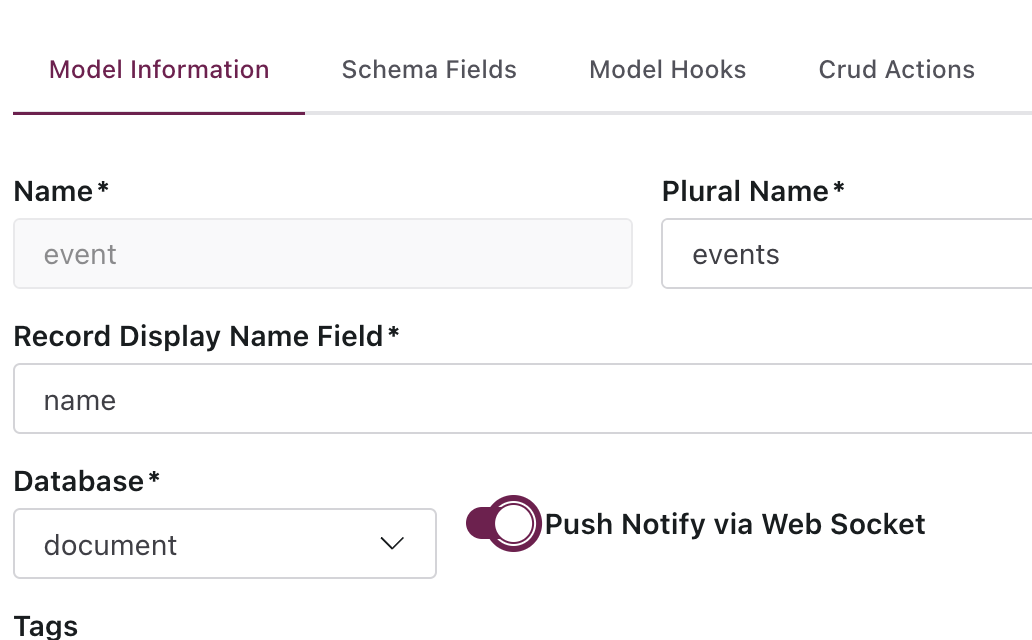 Model Information Schema Fields Model Hooks Crud Actions
Name* Plural Name*
event events
Record Display Name Field*
name
Database*
document Push Notify via Web Socket
Tags